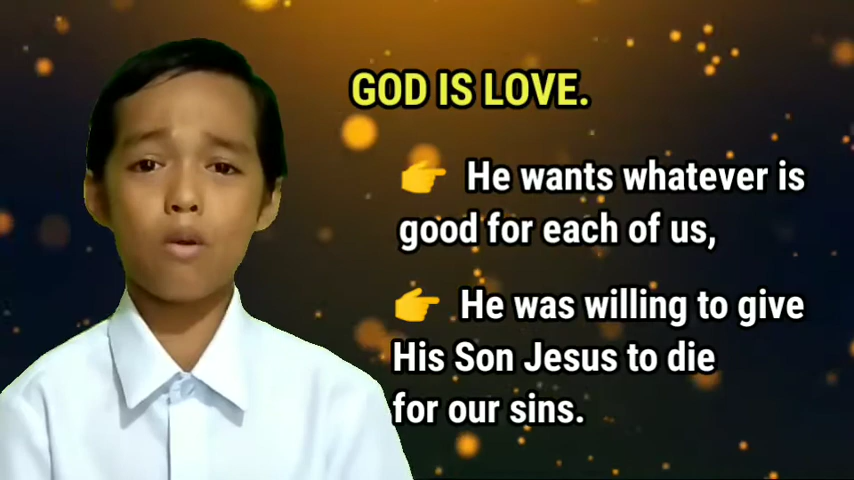 GOD IS LOVE.
👉 He wants whatever is
good for each of us,
👉 He was willing to give
His Son Jesus to die
for our sins.